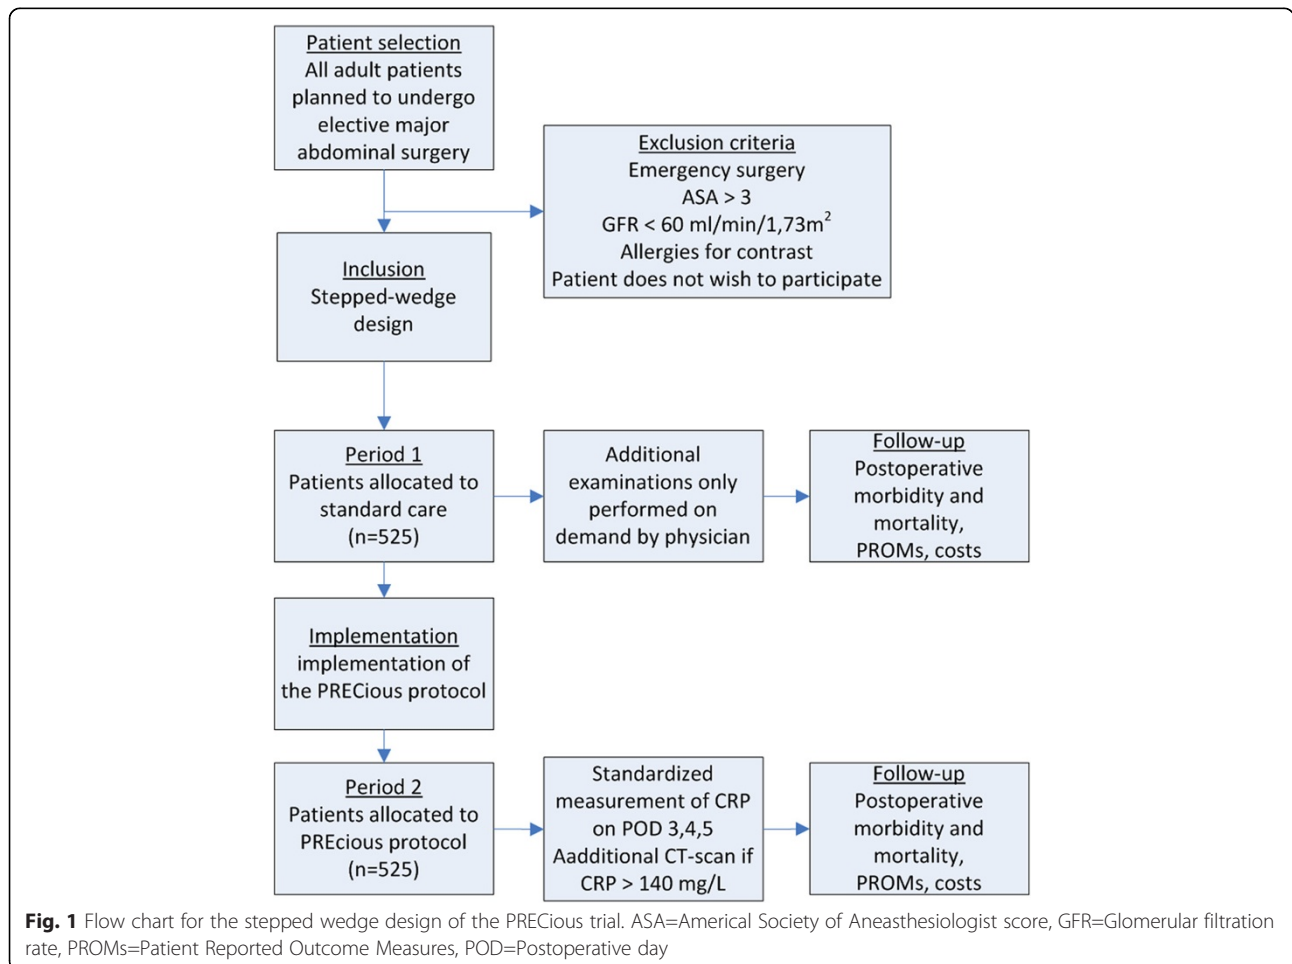 Patient selection
All adult patients
planned to undergo
elective major
abdominal surgery
Exclusion criteria
Emergency surgery
ASA > 3
GFR < 60 ml/min/1,73m²
Allergies for contrast
Patient does not wish to participate
Inclusion
Stepped-wedge
design
Period 1
Patients allocated to
standard care
(n=525)
Additional
examinations only
performed on
demand by physician
Follow-up
Postoperative
morbidity and
mortality,
PROMs, costs
Implementation
implementation of
the PRECious protocol
Period 2
Patients allocated to
PREcious protocol
(n=525)
Standardized
measurement of CRP
on POD 3,4,5
Aadditional CT-scan if
CRP > 140 mg/L
Follow-up
Postoperative
morbidity and
mortality,
PROMs, costs
Fig. 1 Flow chart for the stepped wedge design of the PRECious trial. ASA=Americal Society of Aneasthesiologist score, GFR=Glomerular filtration
rate, PROMs=Patient Reported Outcome Measures, POD=Postoperative day